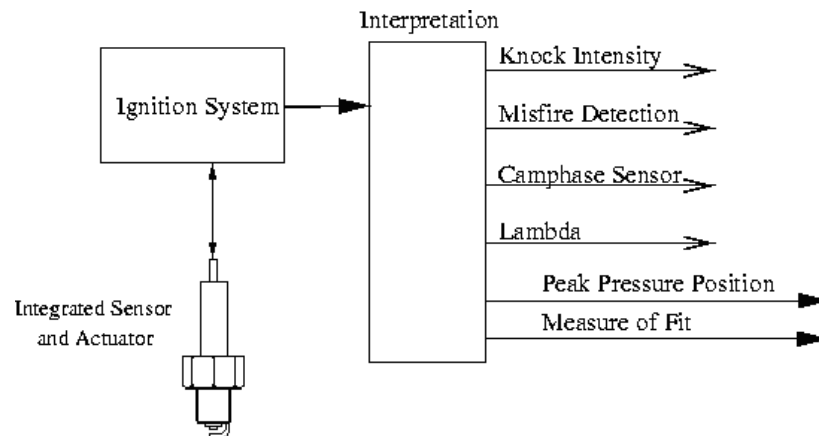 Interpretation
Ignition System
Knock Intensity
Misfire Detection
Camphase Sensor
Lambda
Peak Pressure Position
Measure of Fit
Integrated Sensor
and Actuator